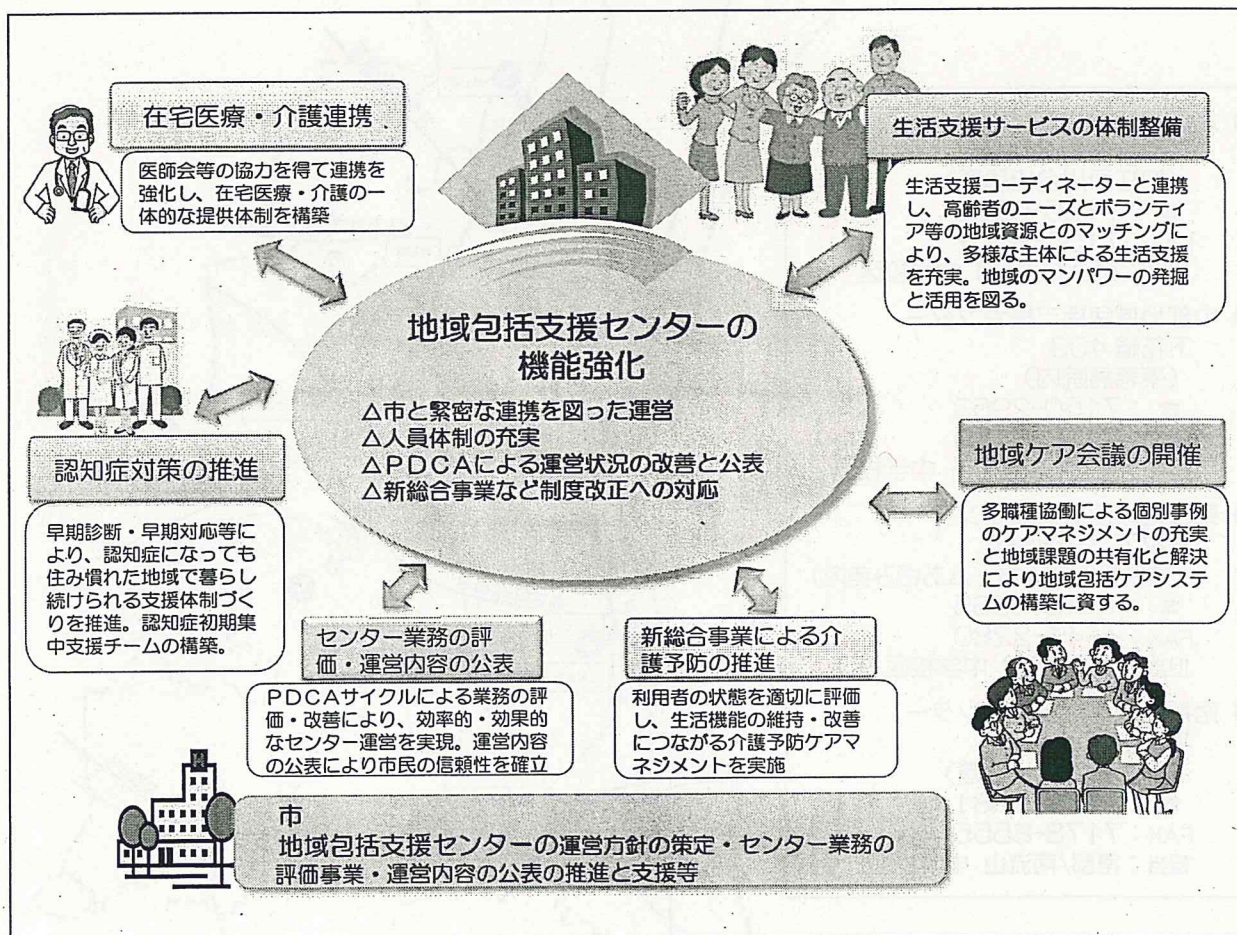 在宅医療・介護連携
医師会等の協力を得て連携を
強化し、在宅医療・介護の一
体的な提供体制を構築
生活支援サービスの体制整備
生活支援コーディネーターと連携
し、高齢者のニーズとボランティ
ア等の地域資源とのマッチングに
より、多様な主体による生活支援
を充実。地域のマンパワーの発掘
と活用を図る。
地域包括支援センターの
機能強化
△市と緊密な連携を図った運営
△人員体制の充実
△PDCAによる運営状況の改善と公表
△新総合事業など制度改正への対応
認知症対策の推進
早期診断・早期対応等に
より、認知症になっても
住み慣れた地域で暮らし
続けられる支援体制づく
りを推進。認知症初期集
中支援チームの構築。
地域ケア会議の開催
多職種協働による個別事例
のケアマネジメントの充実
と地域課題の共有化と解決
により地域包括ケアシステ
ムの構築に資する。
センター業務の評
価・運営内容の公表
PDCAサイクルによる業務の評
価・改善により、効率的・効果的
なセンター運営を実現。運営内容
の公表により市民の信頼性を確立
新総合事業による介
護予防の推進
利用者の状態を適切に評価
し、生活機能の維持・改善
につながる介護予防ケアマ
ネジメントを実施
市
地域包括支援センターの運営方針の策定・センター業務の
評価事業・運営内容の公表の推進と支援等